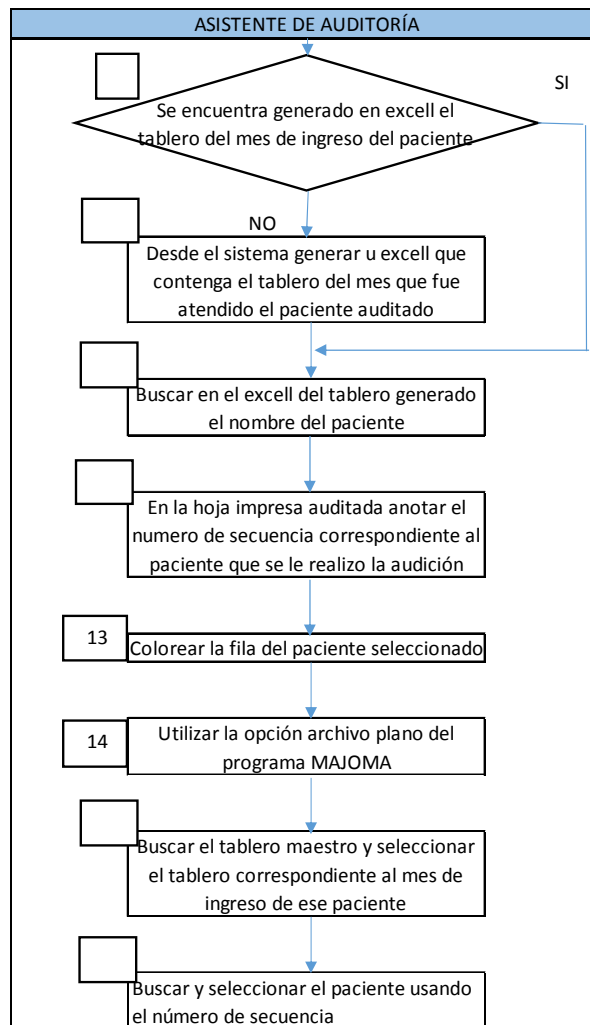 ASISTENTE DE AUDITORÍA
SI
Se encuentra generado en excell el
tablero del mes de ingreso del paciente
NO
Desde el sistema generar u excell que
contenga el tablero del mes que fue
atendido el paciente auditado
Buscar en el excell del tablero generado
el nombre del paciente
En la hoja impresa auditada anotar el
numero de secuencia correspondiente al
paciente que se le realizo la audición
13
Colorear la fila del paciente seleccionado
14
Utilizar la opción archivo plano del
programa MAJOMA
Buscar el tablero maestro y seleccionar
el tablero correspondiente al mes de
ingreso de ese paciente
Buscar y seleccionar el paciente usando
el número de secuencia